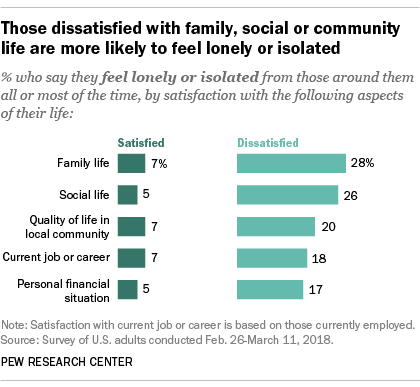 Those dissatisfied with family, social or community
life are more likely to feel lonely or isolated
% who say they feel lonely or isolated from those around them
all or most of the time, by satisfaction with the following aspects
of their life:
Satisfied Dissatisfied
Family life 7% 28%
Social life 5 26
Quality of life in
local community 7 20
Current job or career 7 18
Personal financial
situation 5 17
Note: Satisfaction with current job or career is based on those currently employed.
Source: Survey of U.S. adults conducted Feb. 26-March 11, 2018.
PEW RESEARCH CENTER